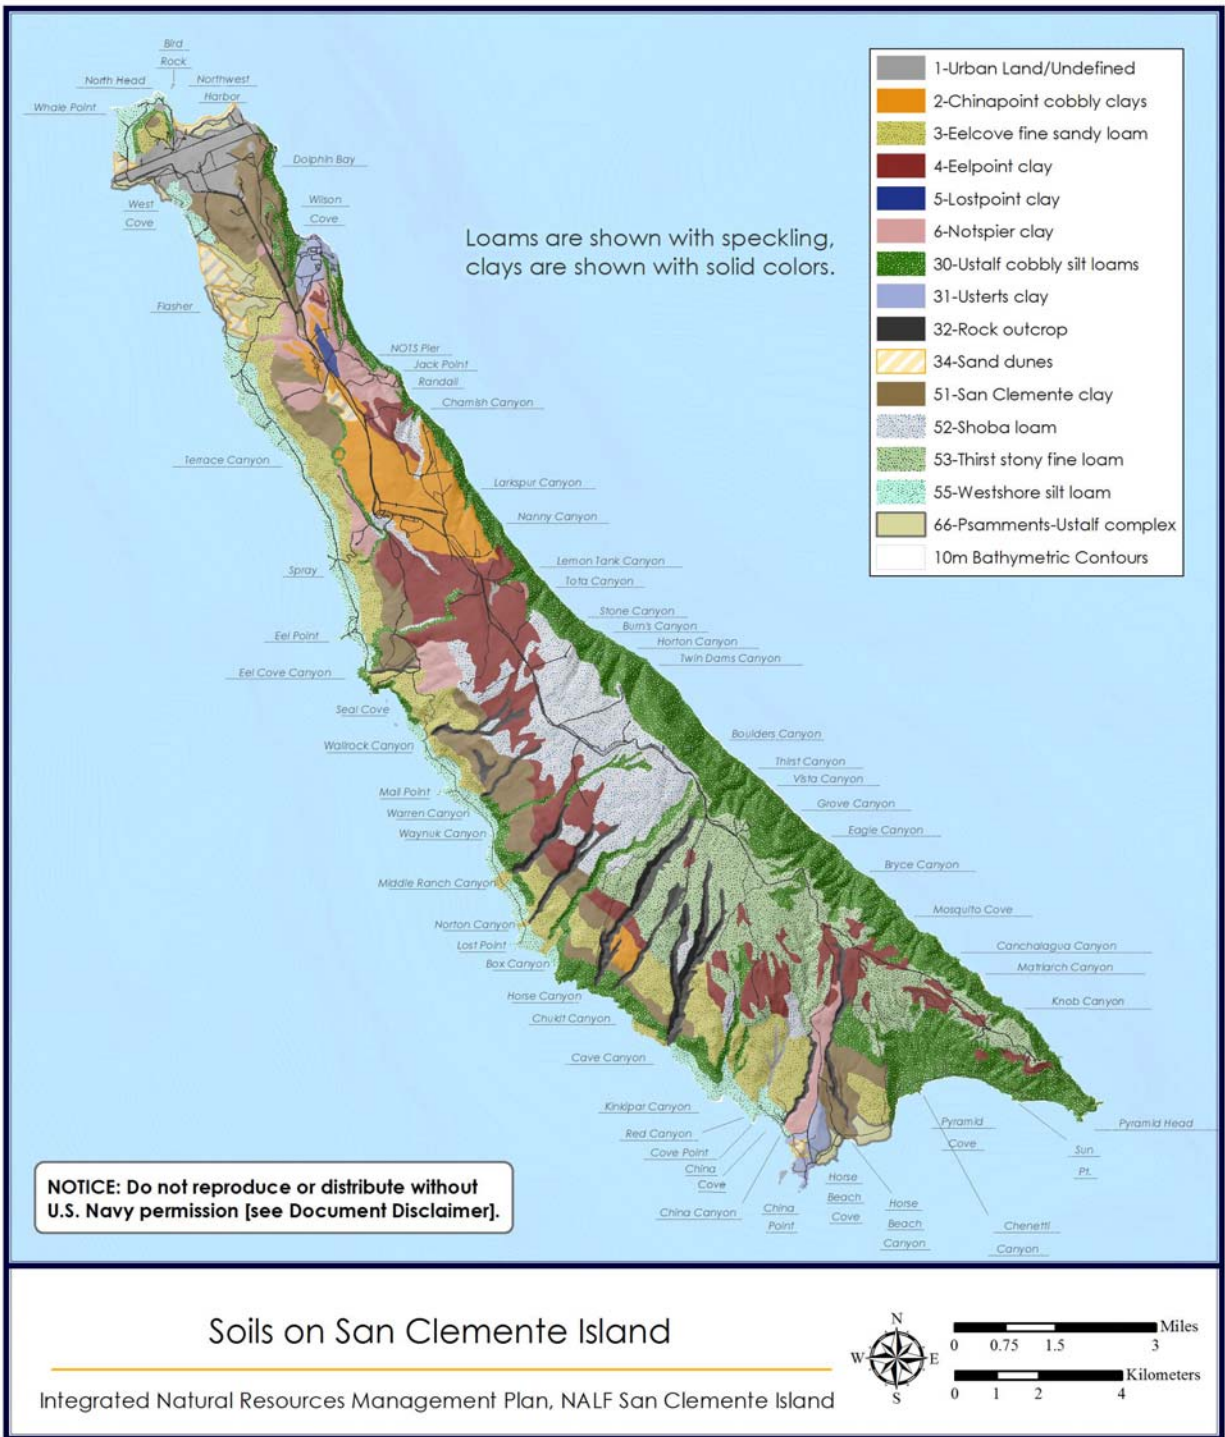 Bird
Rock
North Head
Northwest
Harbor
Whale Point
Dolphin Bay
West
Cove
Wilson
Cove
Loams are shown with speckling,
clays are shown with solid colors.
Flasher
NOTS Pier
Jack Point
Randall
Chamish Canyon
Terrace Canyon
Larkspur Canyon
Nanny Canyon
Lemon Tank Canyon
Tota Canyon
Spray
Stone Canyon
Burn's Canyon
Horton Canyon
Twin Dams Canyon
Eel Point
Eel Cove Canyon
Seal Cove
Wallrock Canyon
Boulders Canyon
Thirst Canyon
Vista Canyon
Grove Canyon
Eagle Canyon
Bryce Canyon
Mail Point
Warren Canyon
Waynuk Canyon
Middle Ranch Canyon
Norton Canyon
Lost Point
Box Canyon
Mosquito Cove
Canchalagua Canyon
Matriarch Canyon
Knob Canyon
Horse Canyon
Chukit Canyon
Cave Canyon
Kinkipar Canyon
Red Canyon
Cove Point
China
Cove
China Canyon
China
Point
Horse
Beach
Cove
Horse
Beach
Canyon
Pyramid
Cove
Chenetti
Canyon
Sun
Pt.
Pyramid Head
1-Urban Land/Undefined
2-Chinapoint cobbly clays
3-Eelcove fine sandy loam
4-Eelpoint clay
5-Lostpoint clay
6-Notspier clay
30-Ustalf cobbly silt loams
31-Usterts clay
32-Rock outcrop
34-Sand dunes
51-San Clemente clay
52-Shoba loam
53-Thirst stony fine loam
55-Westshore silt loam
66-Psamments-Ustalf complex
10m Bathymetric Contours
NOTICE: Do not reproduce or distribute without
U.S. Navy permission [see Document Disclaimer].
Soils on San Clemente Island
Integrated Natural Resources Management Plan, NALF San Clemente Island
N
W E
S
Miles
0 0.75 1.5 3
Kilometers
0 1 2 4